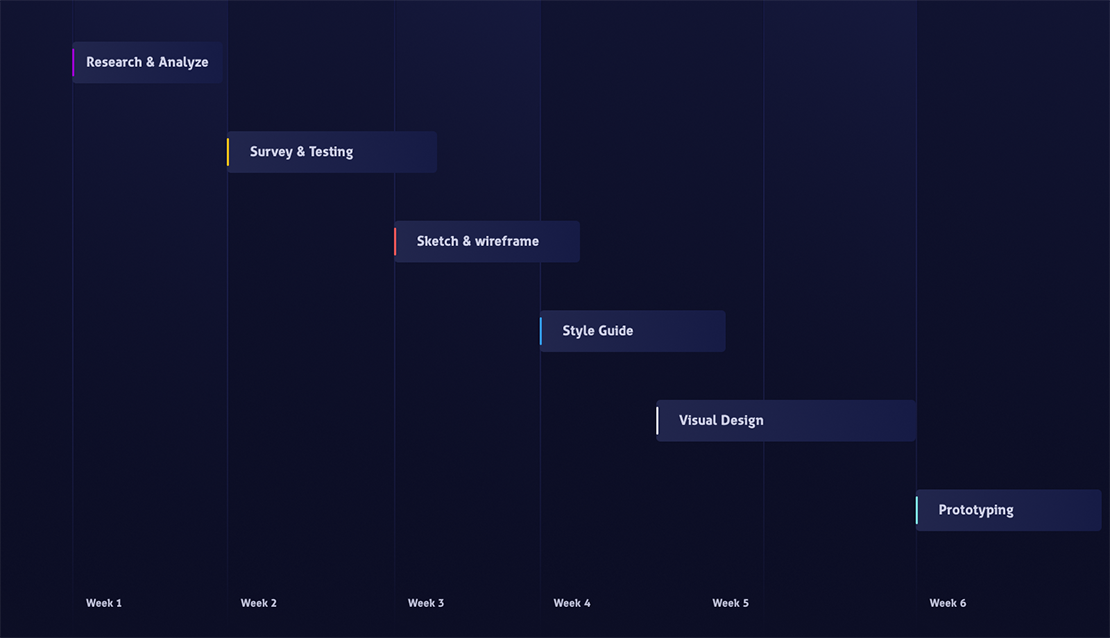 Research & Analyze
Survey & Testing
Sketch & wireframe
Style Guide
Visual Design
Prototyping
Week 1
Week 2
Week 3
Week 4
Week 5
Week 6